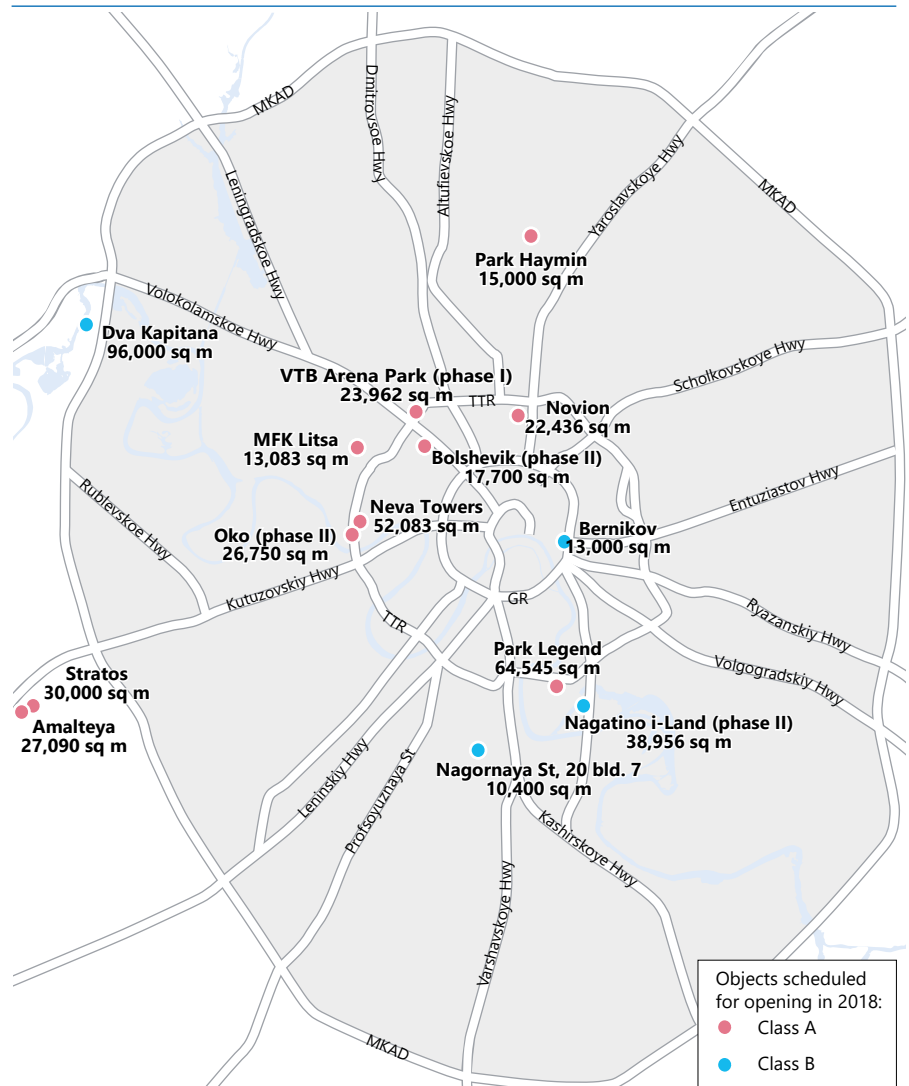 MKAD
Dmitrovsoe Hwy
Altufievskoe Hwy
Leningradskoe Hwy
Yaroslavskoye Hwy
MKAD
Park Haymin
15,000 sq m
Volokolamskoe Hwy
Dva Kapitana
96,000 sq m
Scholkovskoye Hwy
VTB Arena Park (phase I)
23,962 sq m
TTR
Novion
22,436 sq m
MFK Litsa
13,083 sq m
Bolshevik (phase II)
17,700 sq m
Entuziastov Hwy
Rublevskoe Hwy
Neva Towers
52,083 sq m
Oko (phase II)
26,750 sq m
Bernikov
13,000 sq m
Kutuzovskiy Hwy
GR
TTR
Ryazanskiy Hwy
Park Legend
64,545 sq m
Volgogradskiy Hwy
Stratos
30,000 sq m
Amalteya
27,090 sq m
Nagatino i-Land (phase II)
38,956 sq m
Nagornaya St, 20 bld. 7
10,400 sq m
Leninskiy Hwy
Profsoyuznaya St
Kashirskoye Hwy
Varshavskoye Hwy
MKAD
Objects scheduled
for opening in 2018:
Class A
Class B